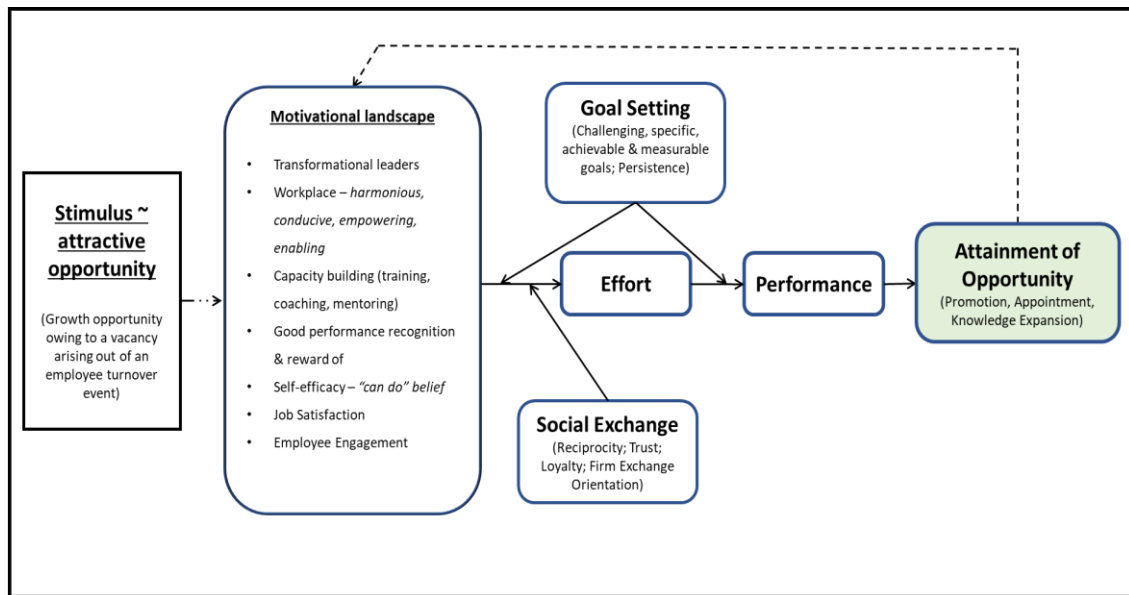 Stimulus ~
attractive
opportunity
(Growth opportunity
owing to a vacancy
arising out of an
employee turnover
event)
Motivational landscape
• Transformational leaders
• Workplace – harmonious,
conducive, empowering,
enabling
• Capacity building (training,
coaching, mentoring)
• Good performance recognition
& reward of
• Self-efficacy – “can do” belief
• Job Satisfaction
• Employee Engagement
Goal Setting
(Challenging, specific,
achievable & measurable
goals; Persistence)
Effort
Performance
Social Exchange
(Reciprocity; Trust;
Loyalty; Firm Exchange
Orientation)
Attainment of
Opportunity
(Promotion, Appointment,
Knowledge Expansion)